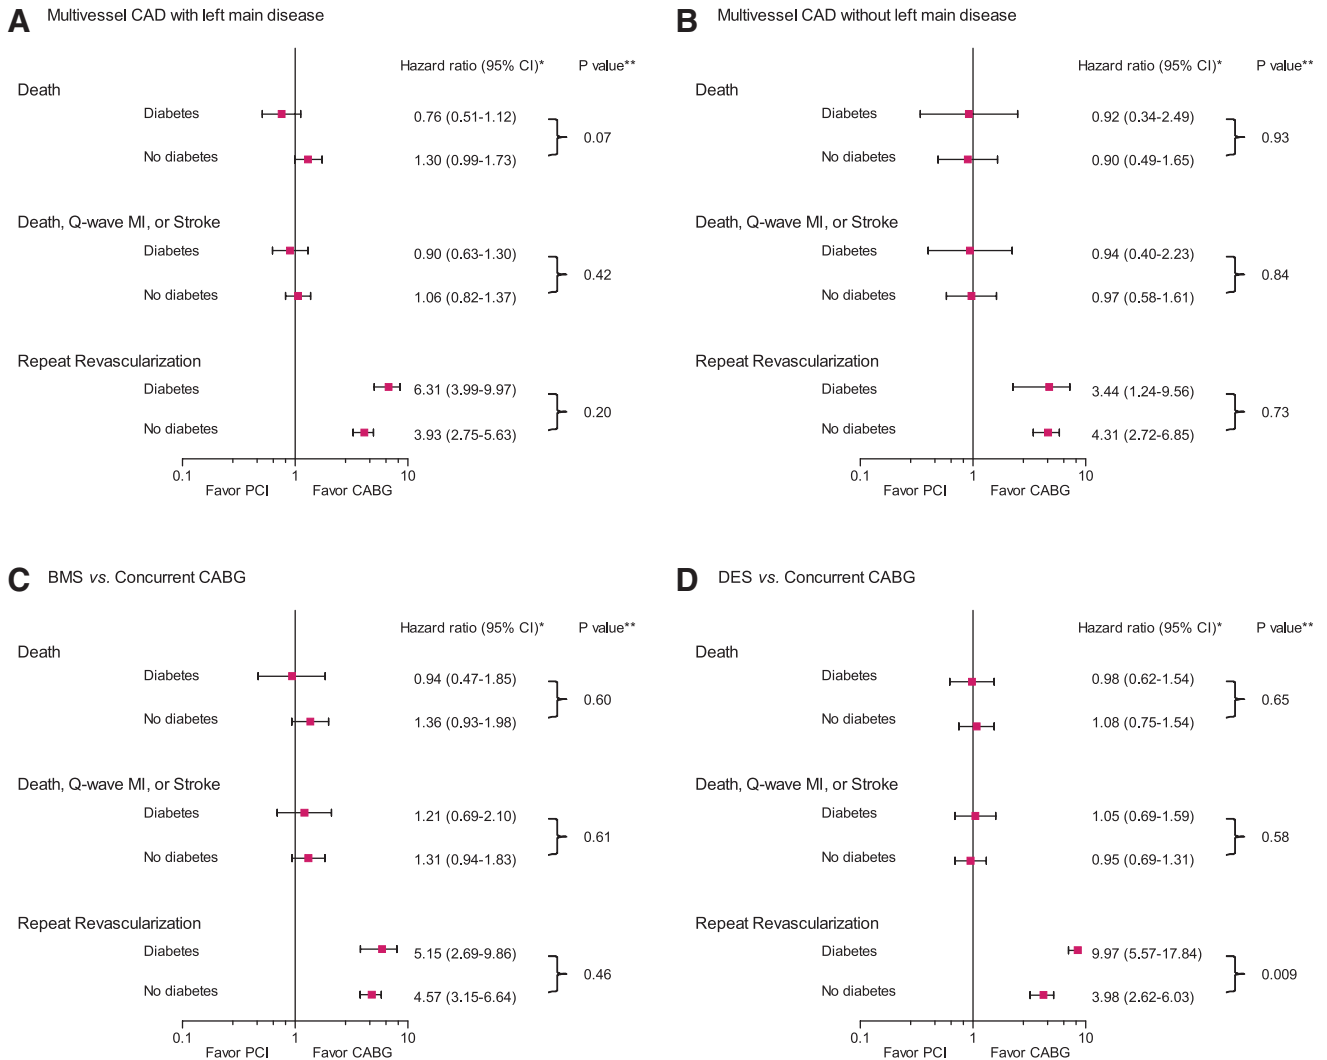 A Multivessel CAD with left main disease
Hazard ratio (95% CI)* P value**
Death
Diabetes 0.76 (0.51-1.12)
0.07
No diabetes 1.30 (0.99-1.73)
Death, Q-wave MI, or Stroke
Diabetes 0.90 (0.63-1.30)
0.42
No diabetes 1.06 (0.82-1.37)
Repeat Revascularization
Diabetes 6.31 (3.99-9.97)
0.20
No diabetes 3.93 (2.75-5.63)
0.1 1 10
Favor PCI Favor CABG
B Multivessel CAD without left main disease
Hazard ratio (95% CI)* P value**
Death
Diabetes 0.92 (0.34-2.49)
0.93
No diabetes 0.90 (0.49-1.65)
Death, Q-wave MI, or Stroke
Diabetes 0.94 (0.40-2.23)
0.84
No diabetes 0.97 (0.58-1.61)
Repeat Revascularization
Diabetes 3.44 (1.24-9.56)
0.73
No diabetes 4.31 (2.72-6.85)
0.1 1 10
Favor PCI Favor CABG
C BMS vs. Concurrent CABG
Hazard ratio (95% CI)* P value**
Death
Diabetes 0.94 (0.47-1.85)
0.60
No diabetes 1.36 (0.93-1.98)
Death, Q-wave MI, or Stroke
Diabetes 1.21 (0.69-2.10)
0.61
No diabetes 1.31 (0.94-1.83)
Repeat Revascularization
Diabetes 5.15 (2.69-9.86)
0.46
No diabetes 4.57 (3.15-6.64)
0.1 1 10
Favor PCI Favor CABG
D DES vs. Concurrent CABG
Hazard ratio (95% CI)* P value**
Death
Diabetes 0.98 (0.62-1.54)
0.65
No diabetes 1.08 (0.75-1.54)
Death, Q-wave MI, or Stroke
Diabetes 1.05 (0.69-1.59)
0.58
No diabetes 0.95 (0.69-1.31)
Repeat Revascularization
Diabetes 9.97 (5.57-17.84)
0.009
No diabetes 3.98 (2.62-6.03)
0.1 1 10
Favor PCI Favor CABG